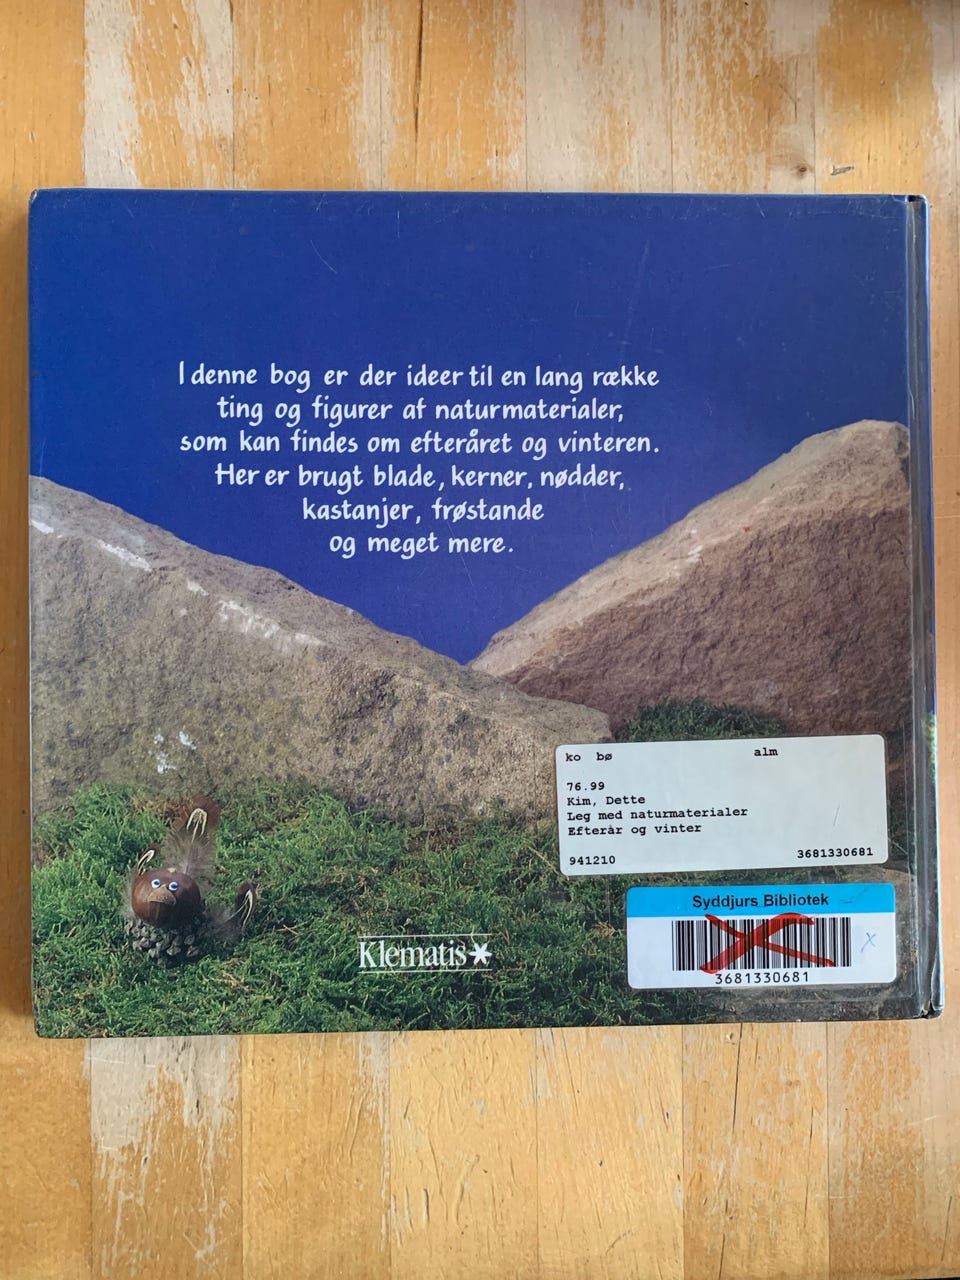 I denne bog er der ideer til en lang række
ting og figurer af naturmaterialer,
som kan findes om efteråret og vinteren.
Her er brugt blade, kerner, nødder,
kastanjer, frøstande
og meget mere.
ko bø alm
76.99
Kim, Dette
Leg med naturmaterialer
Efterår og vinter
941210 3681330681
Syddjurs Bibliotek
x
3681330681
Klematis